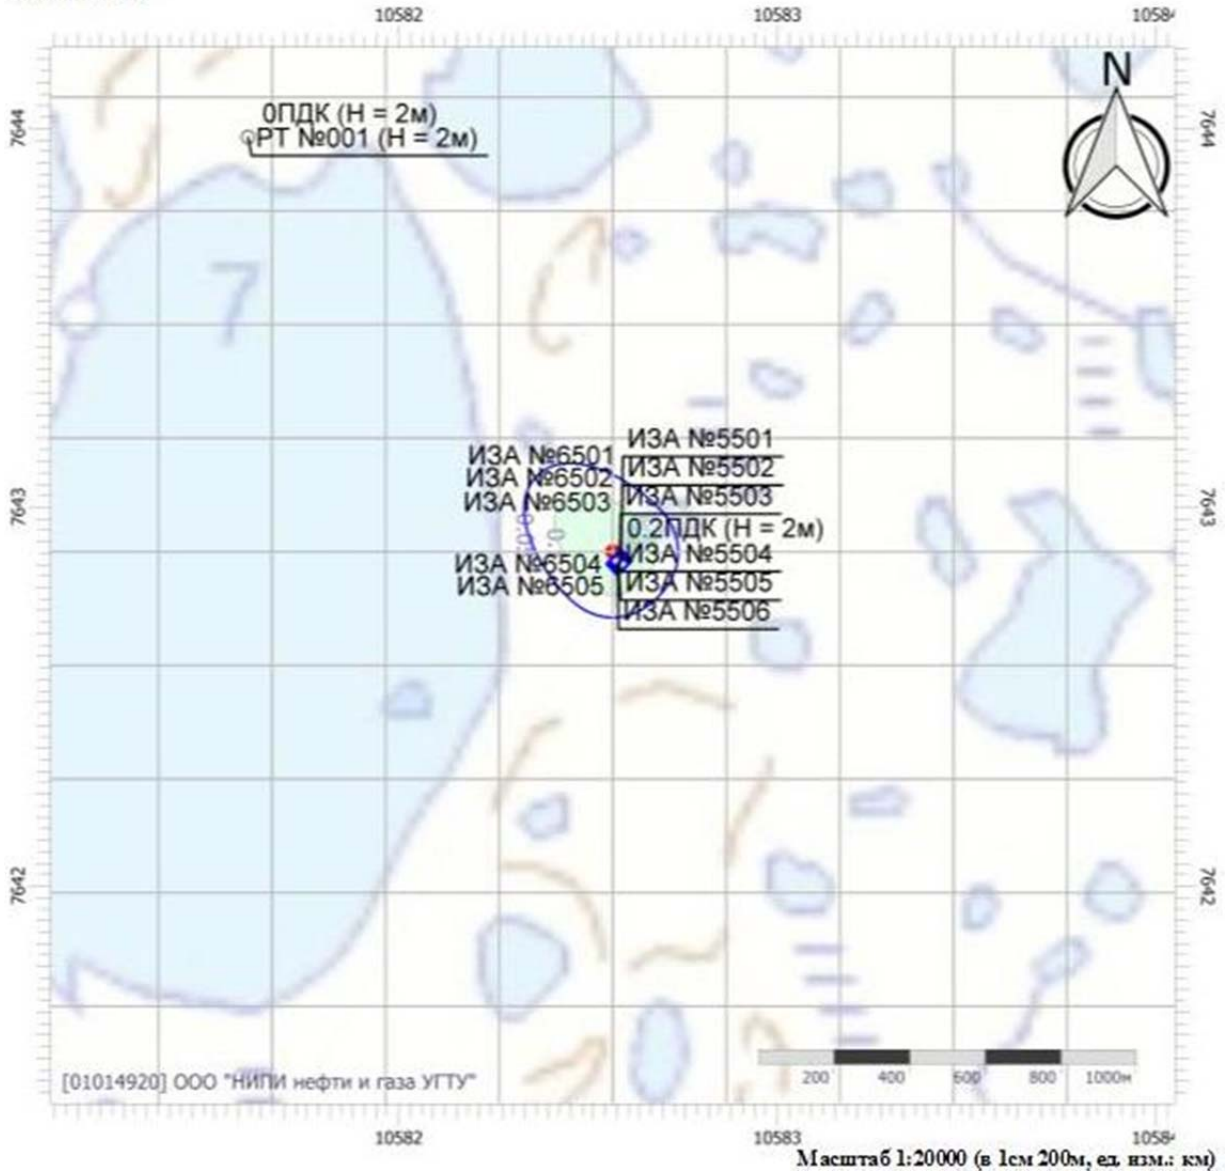 10582 10583 1058
N
7644 7644
0ПДК (Н = 2м)
РТ №001 (Н = 2м)
7
ИЗА №5501
ИЗА №6501
ИЗА №5502
ИЗА №6502
ИЗА №5503
ИЗА №6503
7643 7643
0.2ПДК (Н = 2м)
ИЗА №5504
ИЗА №6504
ИЗА №5505
ИЗА №6505
ИЗА №5506
7642 7642
200 400 600 800 1000м
[01014920] ООО "НИПИ нефти и газа УГТУ"
10582 10583 1058
Масштаб 1:20000 (в 1см 200м, ед. изм.: км)